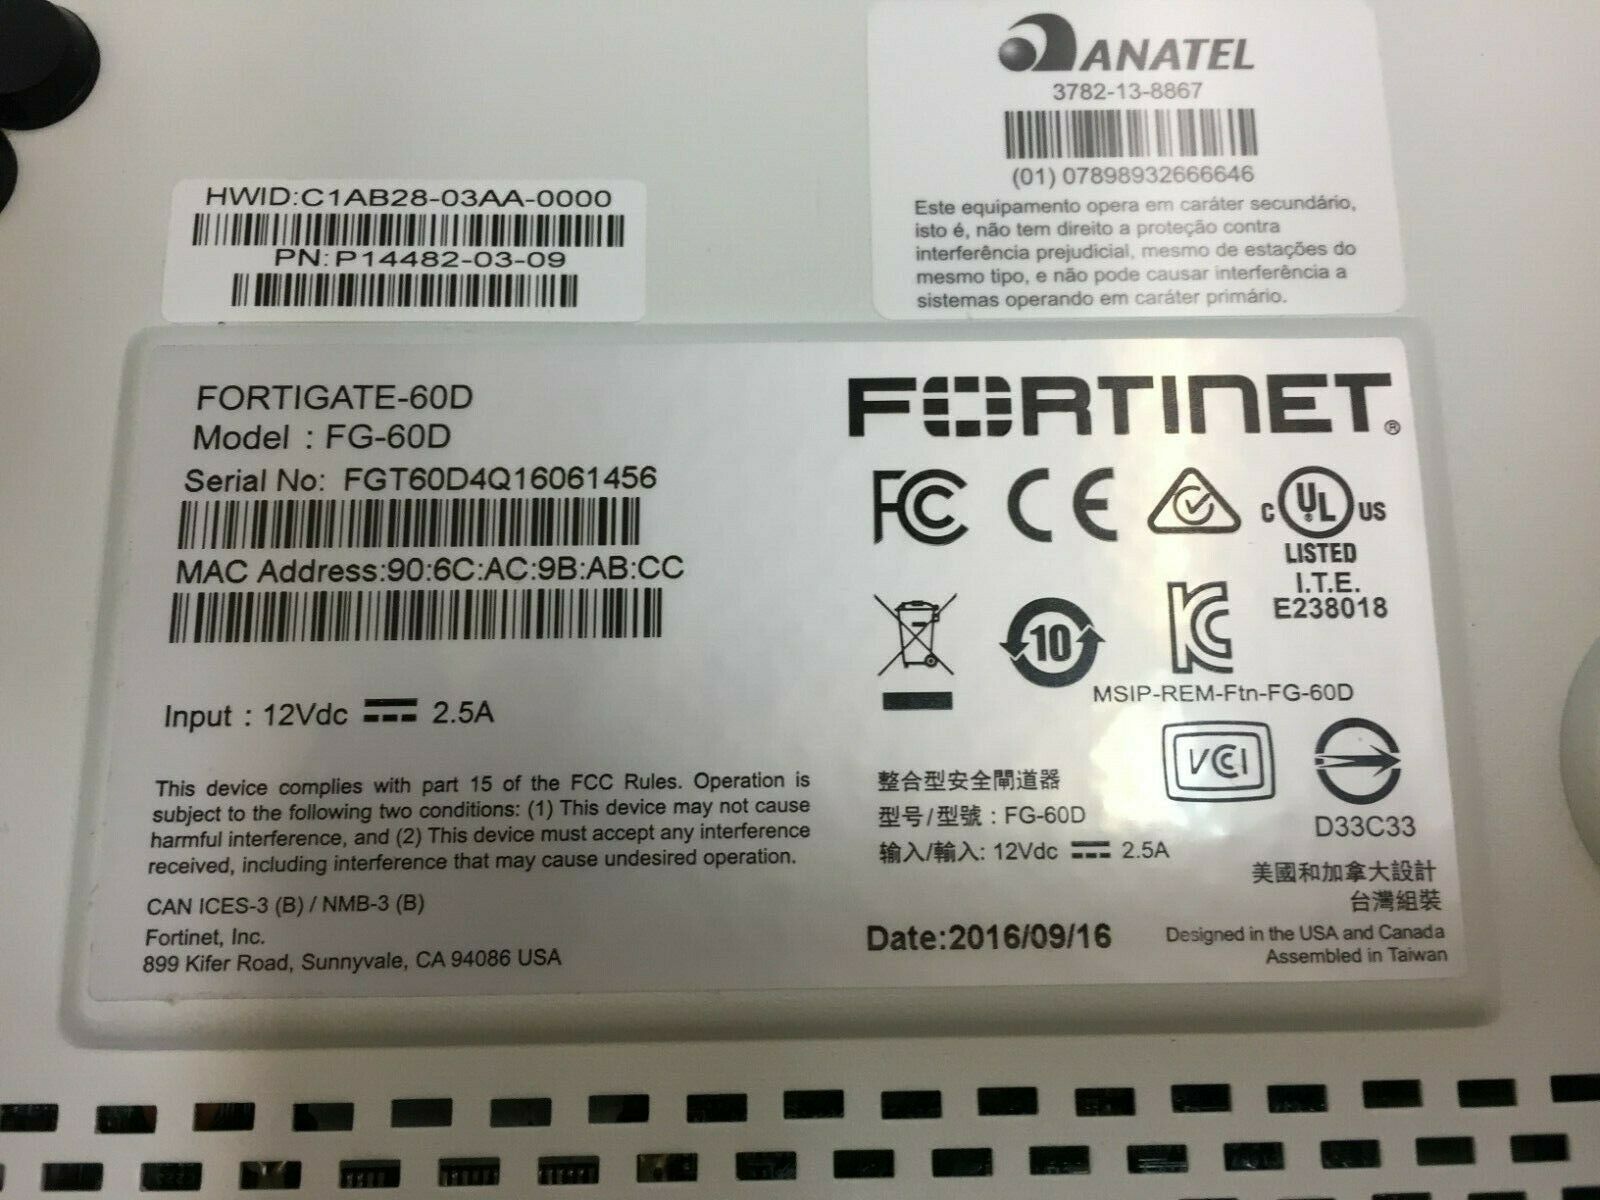 ANATEL
3782-13-8867
(01) 07898932666646
Este equipamento opera em caráter secundário,
isto é, não tem direito a proteção contra
interferência prejudicial, mesmo de estações do
mesmo tipo, e não pode causar interferência a
sistemas operando em caráter primário.
HWID:C1AB28-03AA-0000
PN:P14482-03-09
FORTIGATE-60D
Model : FG-60D
Serial No: FGT60D4Q16061456
MAC Address:90:6C:AC:9B:AB:CC
Input : 12Vdc 2.5A
This device complies with part 15 of the FCC Rules. Operation is
subject to the following two conditions: (1) This device may not cause
harmful interference, and (2) This device must accept any interference
received, including interference that may cause undesired operation.
CAN ICES-3 (B) / NMB-3 (B)
Fortinet, Inc.
899 Kifer Road, Sunnyvale, CA 94086 USA
FORTINET®
FC CE C UL US
LISTED
I.T.E.
E238018
10
KC
MSIP-REM-Ftn-FG-60D
VCI
D33C33
整合型安全閘道器
型号/型號 : FG-60D
输入/輸入: 12Vdc 2.5A
美國和加拿大設計
台灣組裝
Date:2016/09/16
Designed in the USA and Canada
Assembled in Taiwan